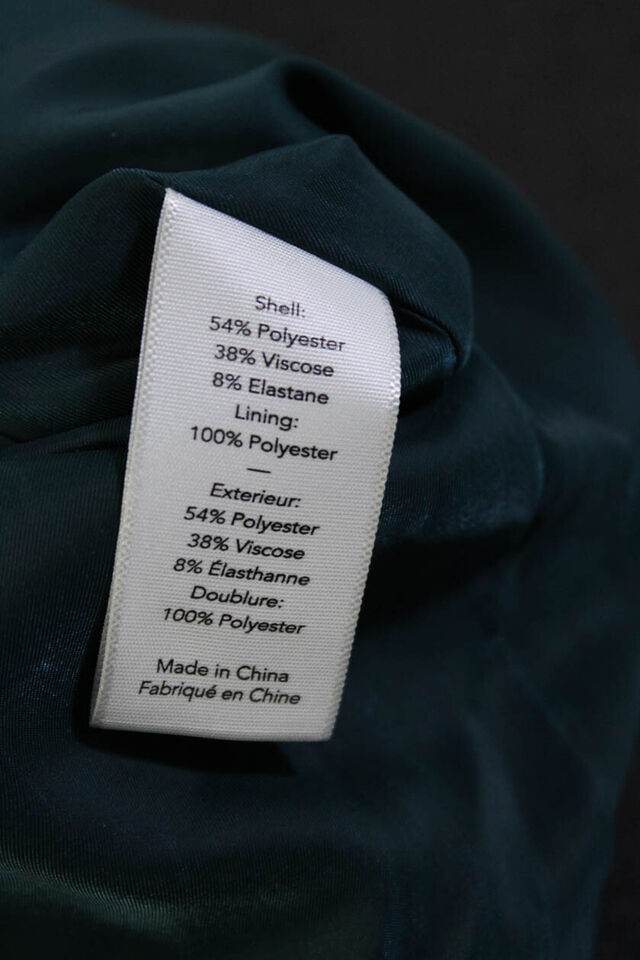 Shell:
54% Polyester
38% Viscose
8% Elastane
Lining:
100% Polyester
—
Exterieur:
54% Polyester
38% Viscose
8% Élasthanne
Doublure:
100% Polyester
Made in China
Fabriqué en Chine